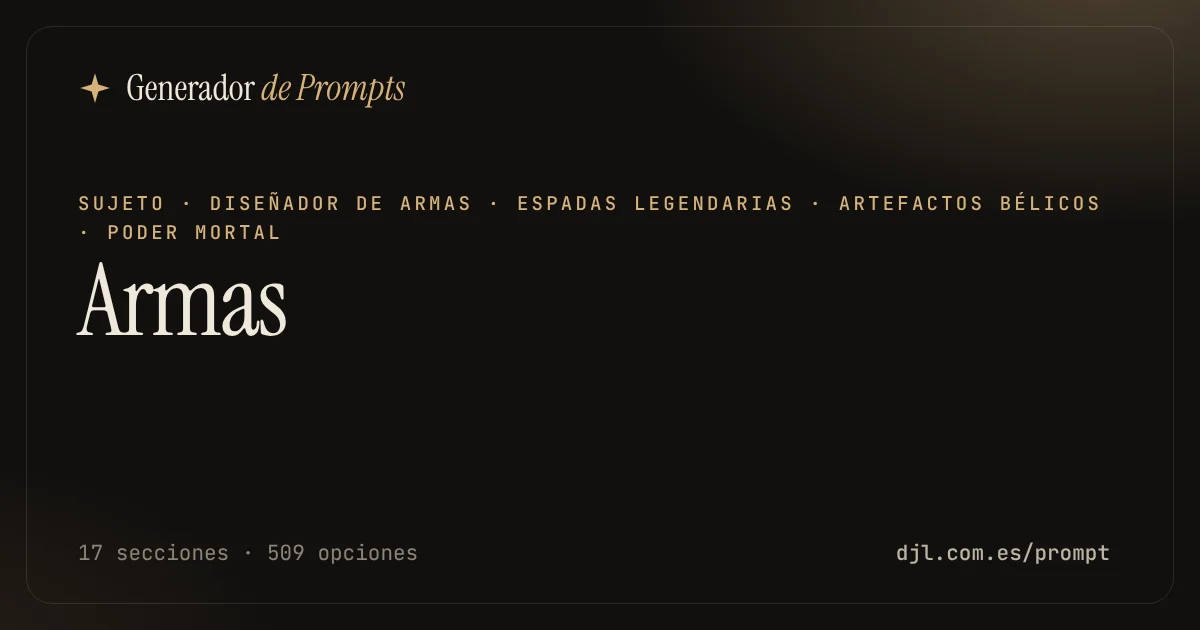 Generador de Prompts
SUJETO · DISEÑADOR DE ARMAS · ESPADAS LEGENDARIAS · ARTEFACTOS BÉLICOS
· PODER MORTAL
Armas
17 secciones · 509 opciones
djl.com.es/prompt